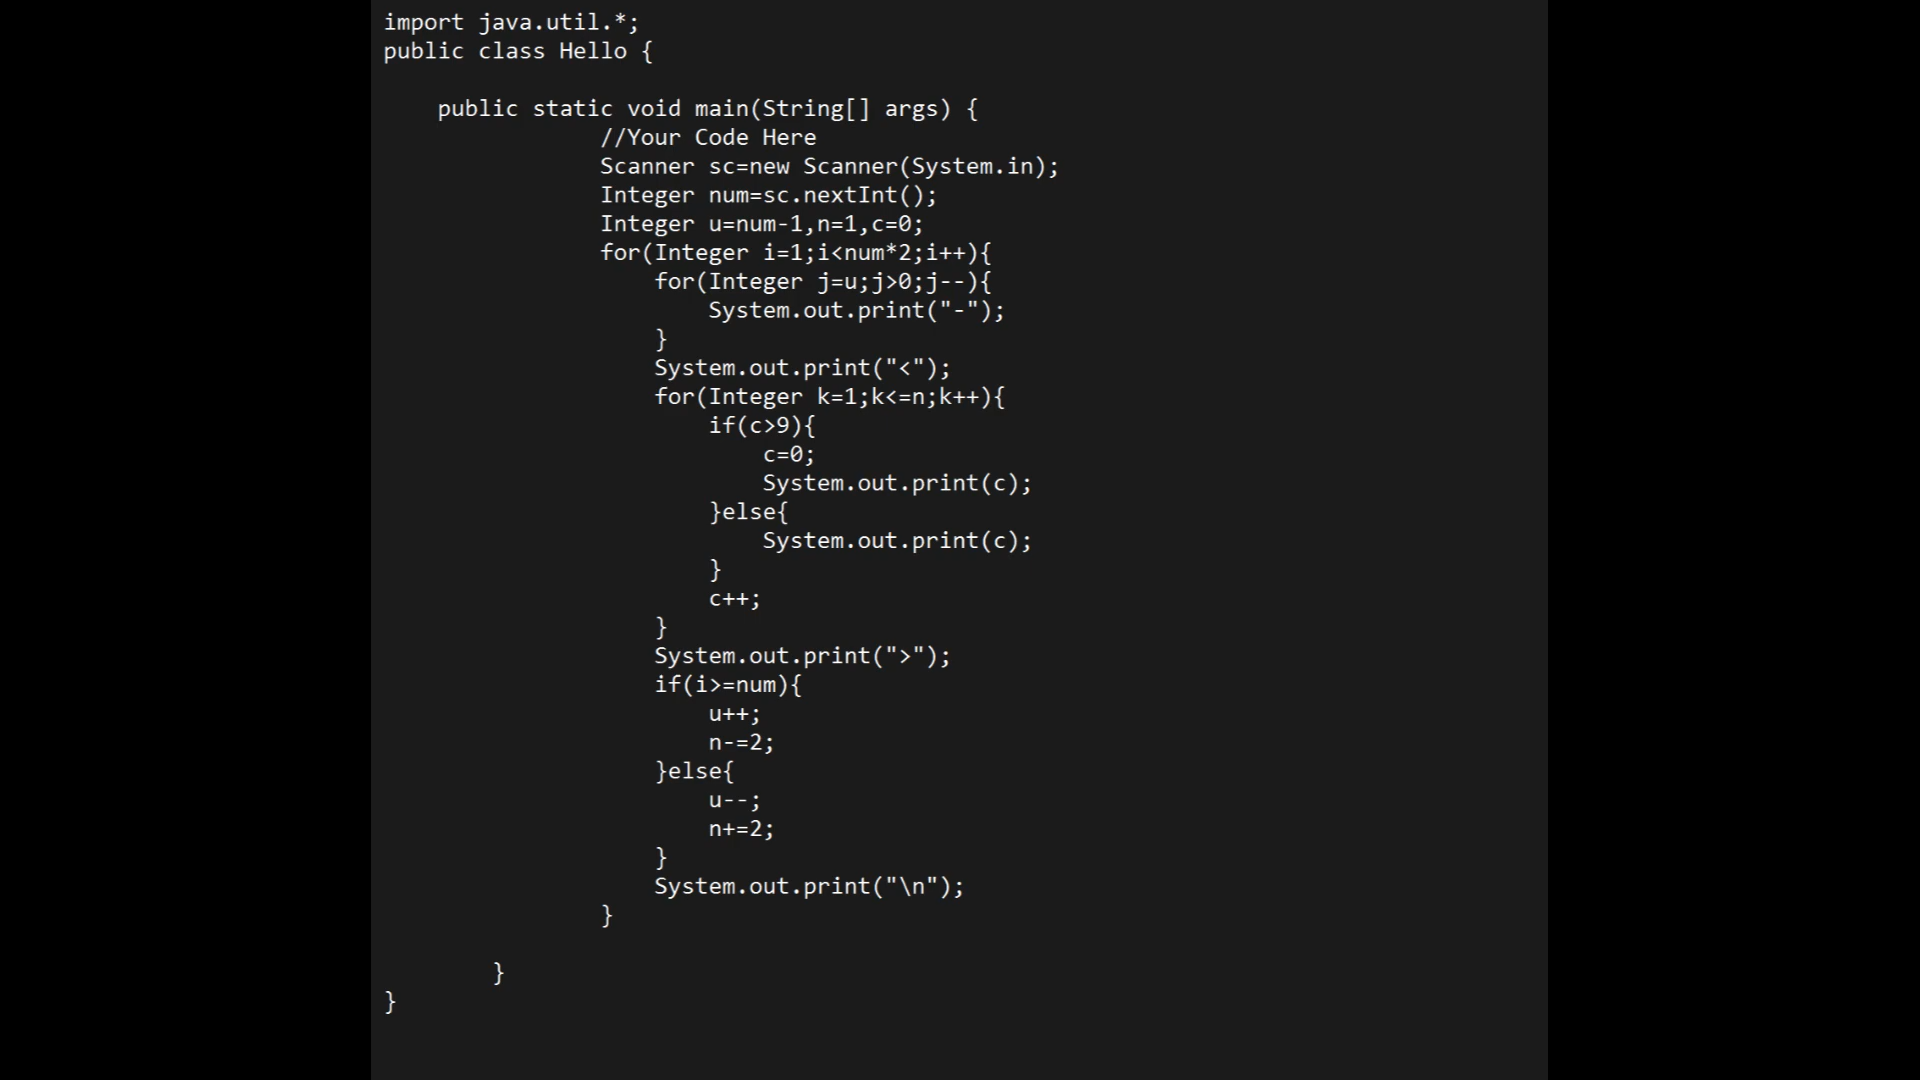 import java.util.*;
public class Hello {
    public static void main(String[] args) {
                //Your Code Here
                Scanner sc=new Scanner(System.in);
                Integer num=sc.nextInt();
                Integer u=num-1,n=1,c=0;
                for(Integer i=1;i<num*2;i++){
                    for(Integer j=u;j>0;j--){
                        System.out.print("-");
                    }
                    System.out.print("<");
                    for(Integer k=1;k<=n;k++){
                        if(c>9){
                            c=0;
                            System.out.print(c);
                        }else{
                            System.out.print(c);
                        }
                        c++;
                    }
                    System.out.print(">");
                    if(i>=num){
                        u++;
                        n-=2;
                    }else{
                        u--;
                        n+=2;
                    }
                    System.out.print("\n");
                }
        }
}